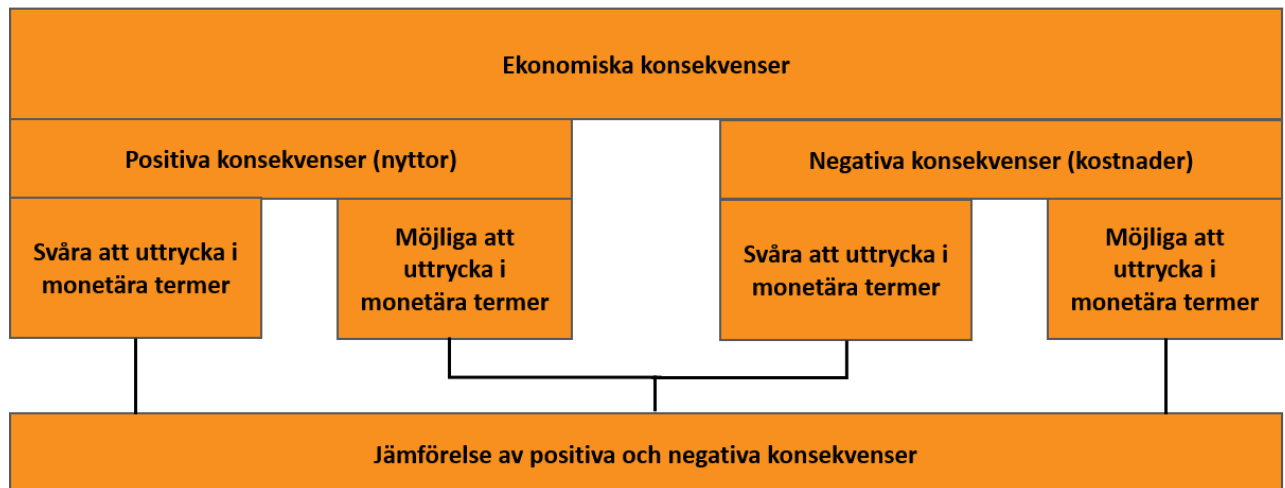 Ekonomiska konsekvenser
Positiva konsekvenser (nyttor)
Negativa konsekvenser (kostnader)
Svåra att uttrycka i
monetära termer
Möjliga att
uttrycka i
monetära termer
Svåra att uttrycka i
monetära termer
Möjliga att
uttrycka i
monetära termer
Jämförelse av positiva och negativa konsekvenser